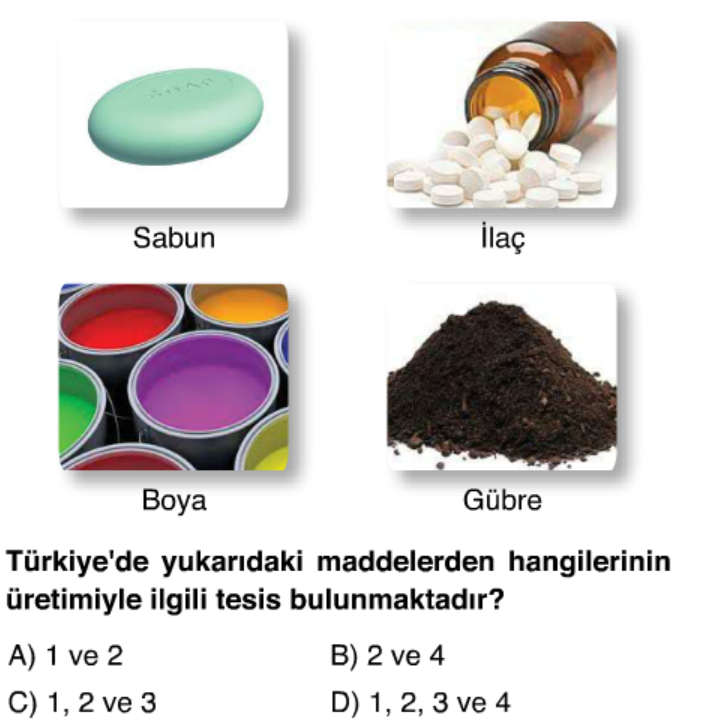 Sabun
İlaç
Boya
Gübre
Türkiye'de yukarıdaki maddelerden hangilerinin
üretimiyle ilgili tesis bulunmaktadır?
A) 1 ve 2
B) 2 ve 4
C) 1, 2 ve 3
D) 1, 2, 3 ve 4